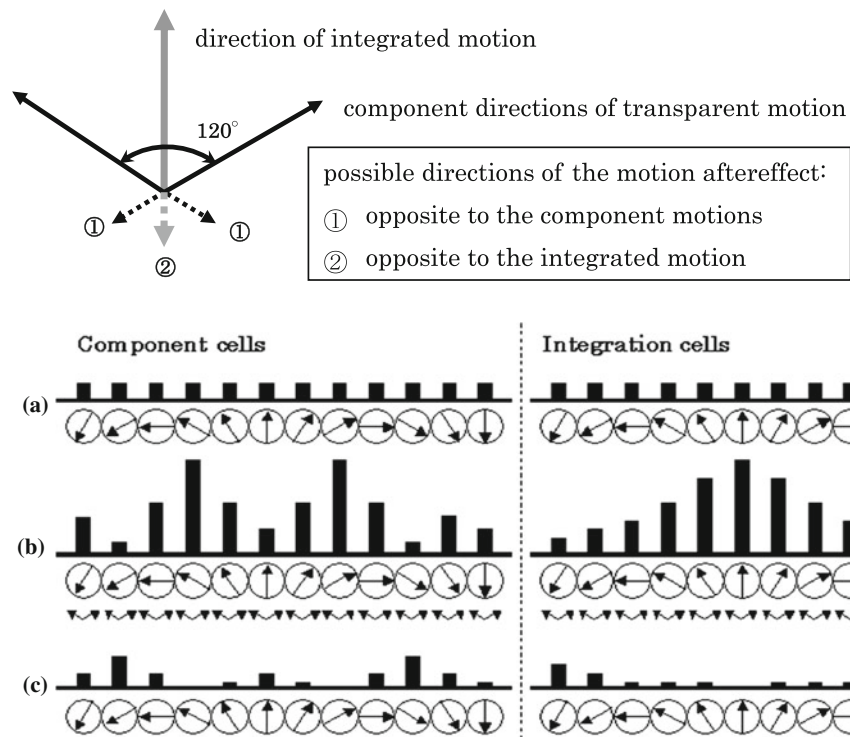 direction of integrated motion
120°
component directions of transparent motion
possible directions of the motion aftereffect:
① opposite to the component motions
② opposite to the integrated motion
① ①
②
Component cells Integration cells
(a)
(b)
(c)